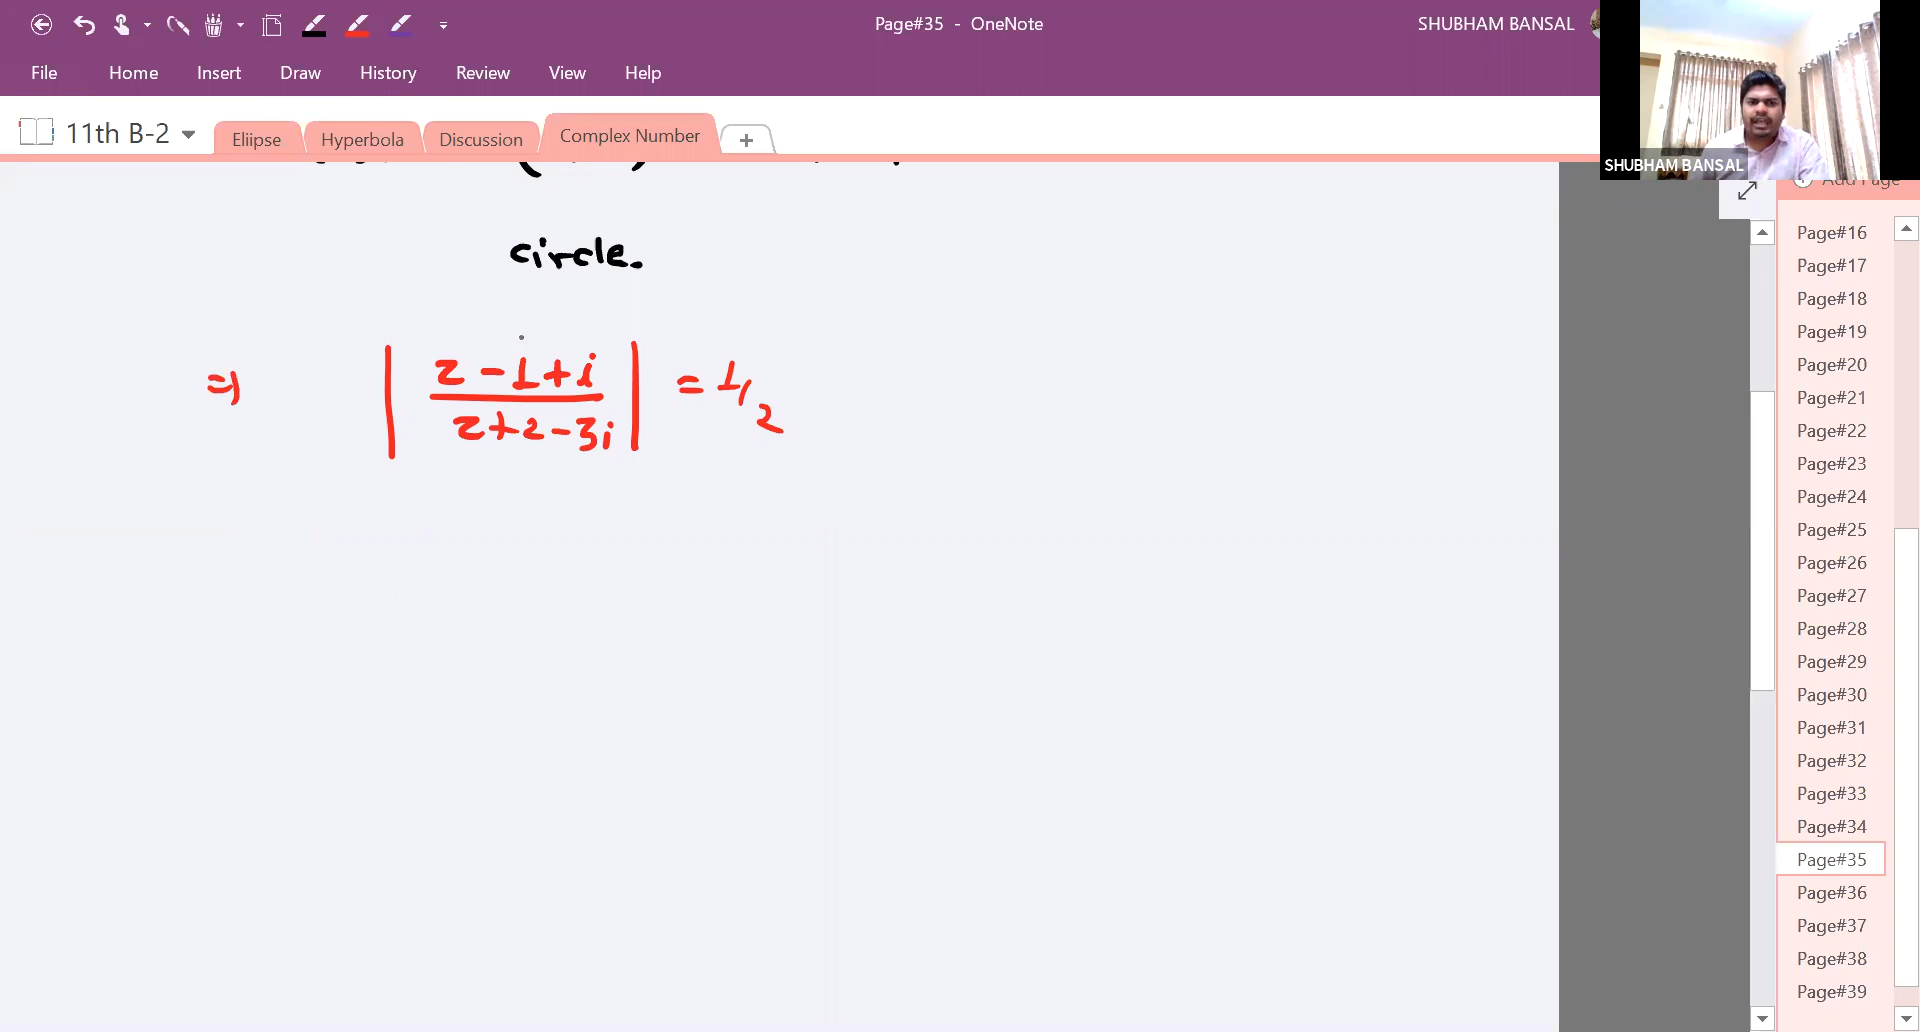 Page#35 - OneNote
SHUBHAM BANSAL
File Home Insert Draw History Review View Help
11th B-2
Eliipse Hyperbola Discussion Complex Number +
SHUBHAM BANSAL
Add Page
circle.
⇒ | (z - 1 + i) / (z + 2 - 3i) | = 1/2
Page#16
Page#17
Page#18
Page#19
Page#20
Page#21
Page#22
Page#23
Page#24
Page#25
Page#26
Page#27
Page#28
Page#29
Page#30
Page#31
Page#32
Page#33
Page#34
Page#35
Page#36
Page#37
Page#38
Page#39